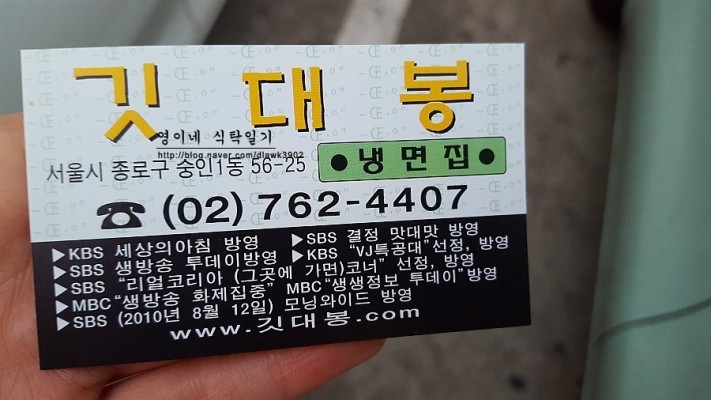 깃대봉
영이네 식탁일기
http://blog.naver.com/dlawk3902
서울시 종로구 숭인1동 56-25
●냉면집●
☎ (02) 762-4407
▶KBS 세상의아침 방영 ▶SBS 결정 맛대맛 방영
▶SBS 생방송 투데이방영 ▶KBS “VJ특공대”선정, 방영
▶SBS “리얼코리아 (그곳에 가면)코너” 선정, 방영
▶MBC“생방송 화제집중” MBC“생생정보 투데이”방영
▶SBS (2010년 8월 12일) 모닝와이드 방영
www.깃대봉.com